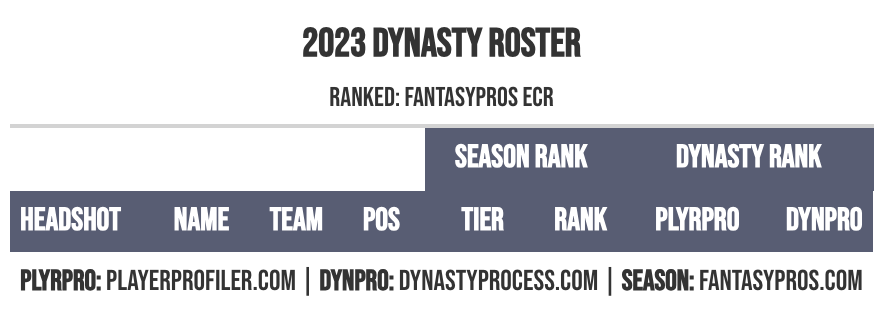 2023 DYNASTY ROSTER
RANKED: FANTASYPROS ECR
SEASON RANK DYNASTY RANK
HEADSHOT NAME TEAM POS TIER RANK PLYRPRO DYNPRO
PLYRPRO: PLAYERPROFILER.COM | DYNPRO: DYNASTYPROCESS.COM | SEASON: FANTASYPROS.COM